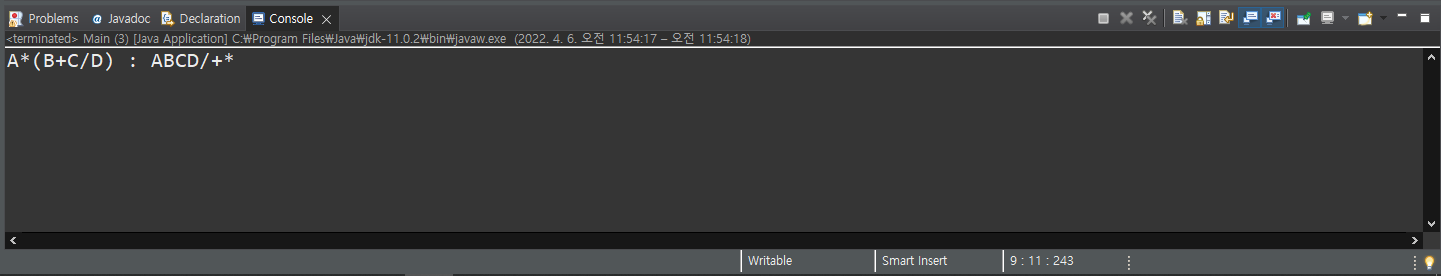 Problems @ Javadoc Declaration Console
<terminated> Main (3) [Java Application] C:₩Program Files₩Java₩jdk-11.0.2₩bin₩javaw.exe (2022. 4. 6. 오전 11:54:17 – 오전 11:54:18)
A*(B+C/D) : ABCD/+*
Writable Smart Insert 9 : 11 : 243